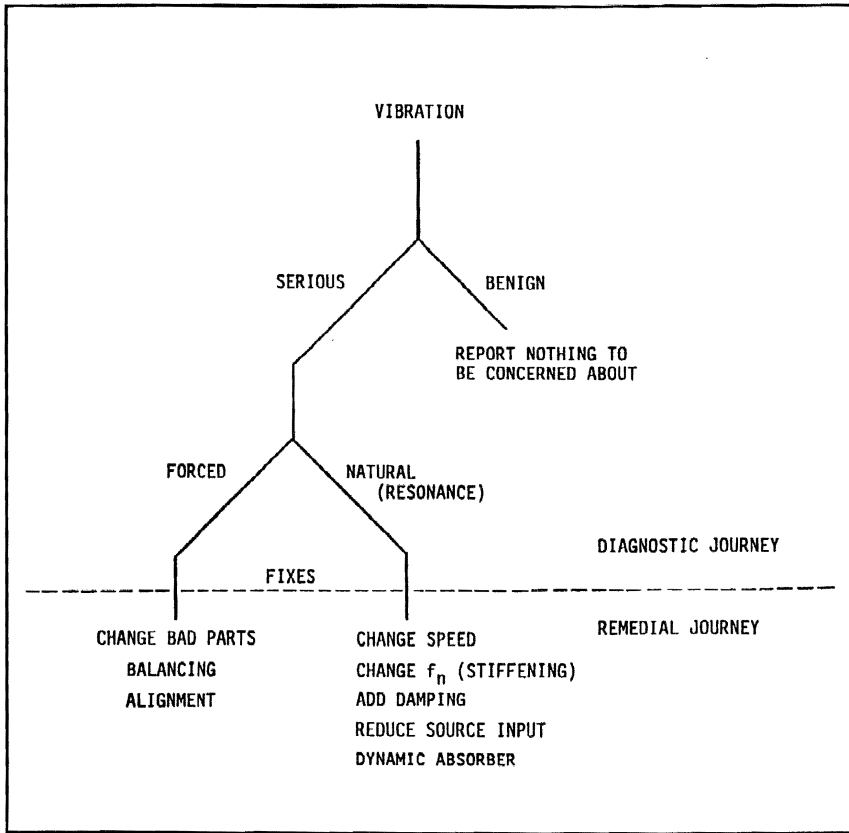 VIBRATION
SERIOUS
BENIGN
REPORT NOTHING TO
BE CONCERNED ABOUT
FORCED
NATURAL
(RESONANCE)
DIAGNOSTIC JOURNEY
FIXES
REMEDIAL JOURNEY
CHANGE BAD PARTS
BALANCING
ALIGNMENT
CHANGE SPEED
CHANGE fn (STIFFENING)
ADD DAMPING
REDUCE SOURCE INPUT
DYNAMIC ABSORBER